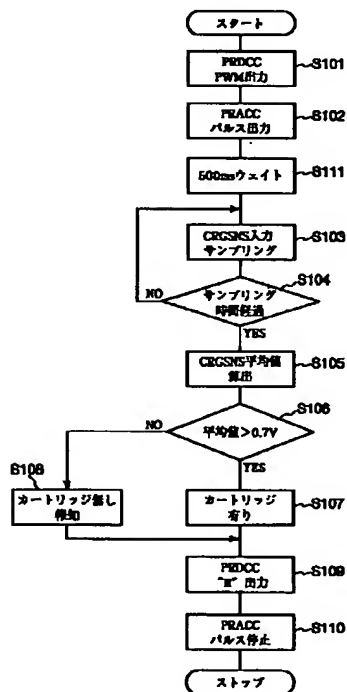 スタート
PRDCC
PWM出力
S101
PRACC
パルス出力
S102
500msウェイト
S111
CRGSNS入力
サンプリング
S103
サンプリング
時間経過
S104
NO
YES
CRGSNS平均値
算出
S105
平均値>0.7V
S106
NO
YES
S108
カートリッジ無し
報知
カートリッジ
有り
S107
PRDCC
"H" 出力
S109
PRACC
パルス停止
S110
ストップ